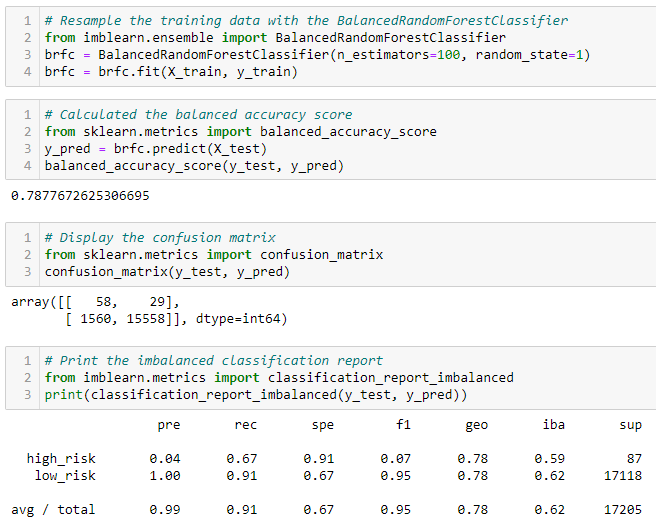 1 # Resample the training data with the BalancedRandomForestClassifier
2 from imblearn.ensemble import BalancedRandomForestClassifier
3 brfc = BalancedRandomForestClassifier(n_estimators=100, random_state=1)
4 brfc = brfc.fit(X_train, y_train)
1 # Calculated the balanced accuracy score
2 from sklearn.metrics import balanced_accuracy_score
3 y_pred = brfc.predict(X_test)
4 balanced_accuracy_score(y_test, y_pred)
0.7877672625306695
1 # Display the confusion matrix
2 from sklearn.metrics import confusion_matrix
3 confusion_matrix(y_test, y_pred)
array([[   58,    29],
       [ 1560, 15558]], dtype=int64)
1 # Print the imbalanced classification report
2 from imblearn.metrics import classification_report_imbalanced
3 print(classification_report_imbalanced(y_test, y_pred))
pre rec spe f1 geo iba sup
high_risk 0.04 0.67 0.91 0.07 0.78 0.59 87
low_risk 1.00 0.91 0.67 0.95 0.78 0.62 17118
avg / total 0.99 0.91 0.67 0.95 0.78 0.62 17205